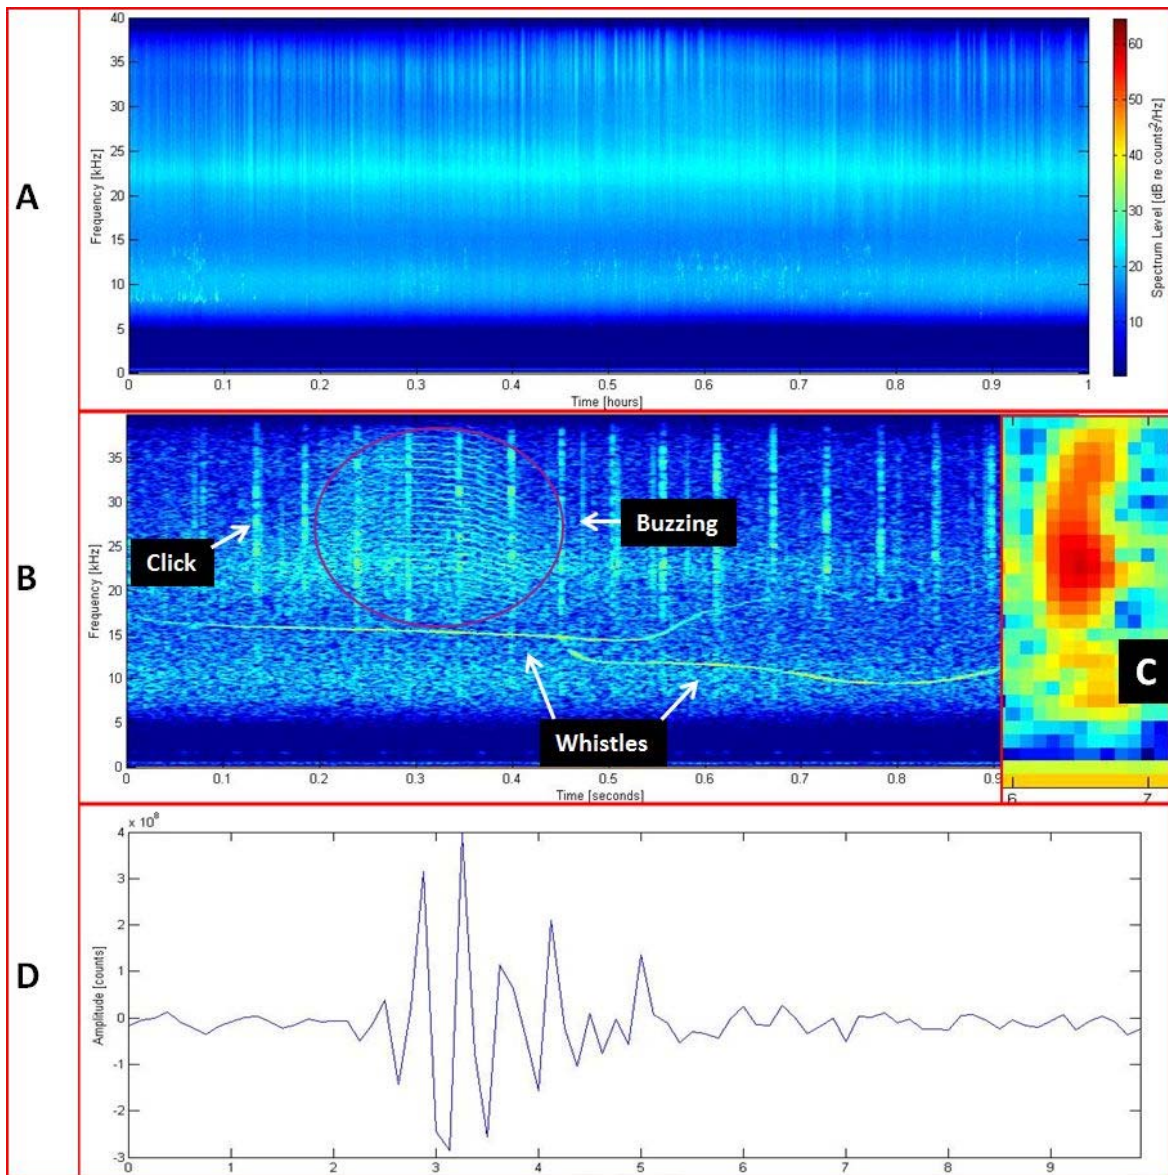 A
40
35
30
25
20
15
10
5
0
Frequency [kHz]
0 0.1 0.2 0.3 0.4 0.5 0.6 0.7 0.8 0.9 1
Time [hours]
60
50
40
30
20
10
Spectrum Level [dB re counts²/Hz]
B
35
30
25
20
15
10
5
0
Frequency [kHz]
Click
Buzzing
Whistles
0 0.1 0.2 0.3 0.4 0.5 0.6 0.7 0.8 0.9
Time [seconds]
C
6 7
D
× 10⁸
4
3
2
1
0
-1
-2
-3
Amplitude [counts]
0 1 2 3 4 5 6 7 8 9